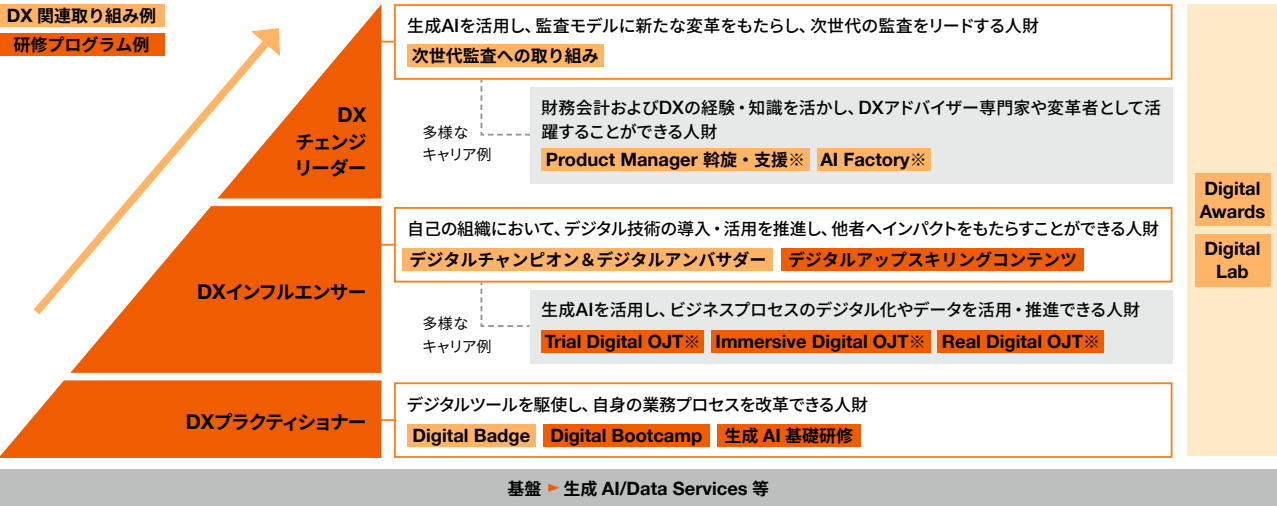 DX 関連取り組み例
研修プログラム例
DX
チェンジ
リーダー
生成AIを活用し、監査モデルに新たな変革をもたらし、次世代の監査をリードする人財
次世代監査への取り組み
多様な
キャリア例
財務会計およびDXの経験・知識を活かし、DXアドバイザー専門家や変革者として活
躍することができる人財
Product Manager 斡旋・支援※ AI Factory※
DXインフルエンサー
自己の組織において、デジタル技術の導入・活用を推進し、他者へインパクトをもたらすことができる人財
デジタルチャンピオン＆デジタルアンバサダー デジタルアップスキリングコンテンツ
多様な
キャリア例
生成AIを活用し、ビジネスプロセスのデジタル化やデータを活用・推進できる人財
Trial Digital OJT※ Immersive Digital OJT※ Real Digital OJT※
DXプラクティショナー
デジタルツールを駆使し、自身の業務プロセスを改革できる人財
Digital Badge Digital Bootcamp 生成 AI 基礎研修
Digital
Awards
Digital
Lab
基盤 ► 生成 AI/Data Services 等